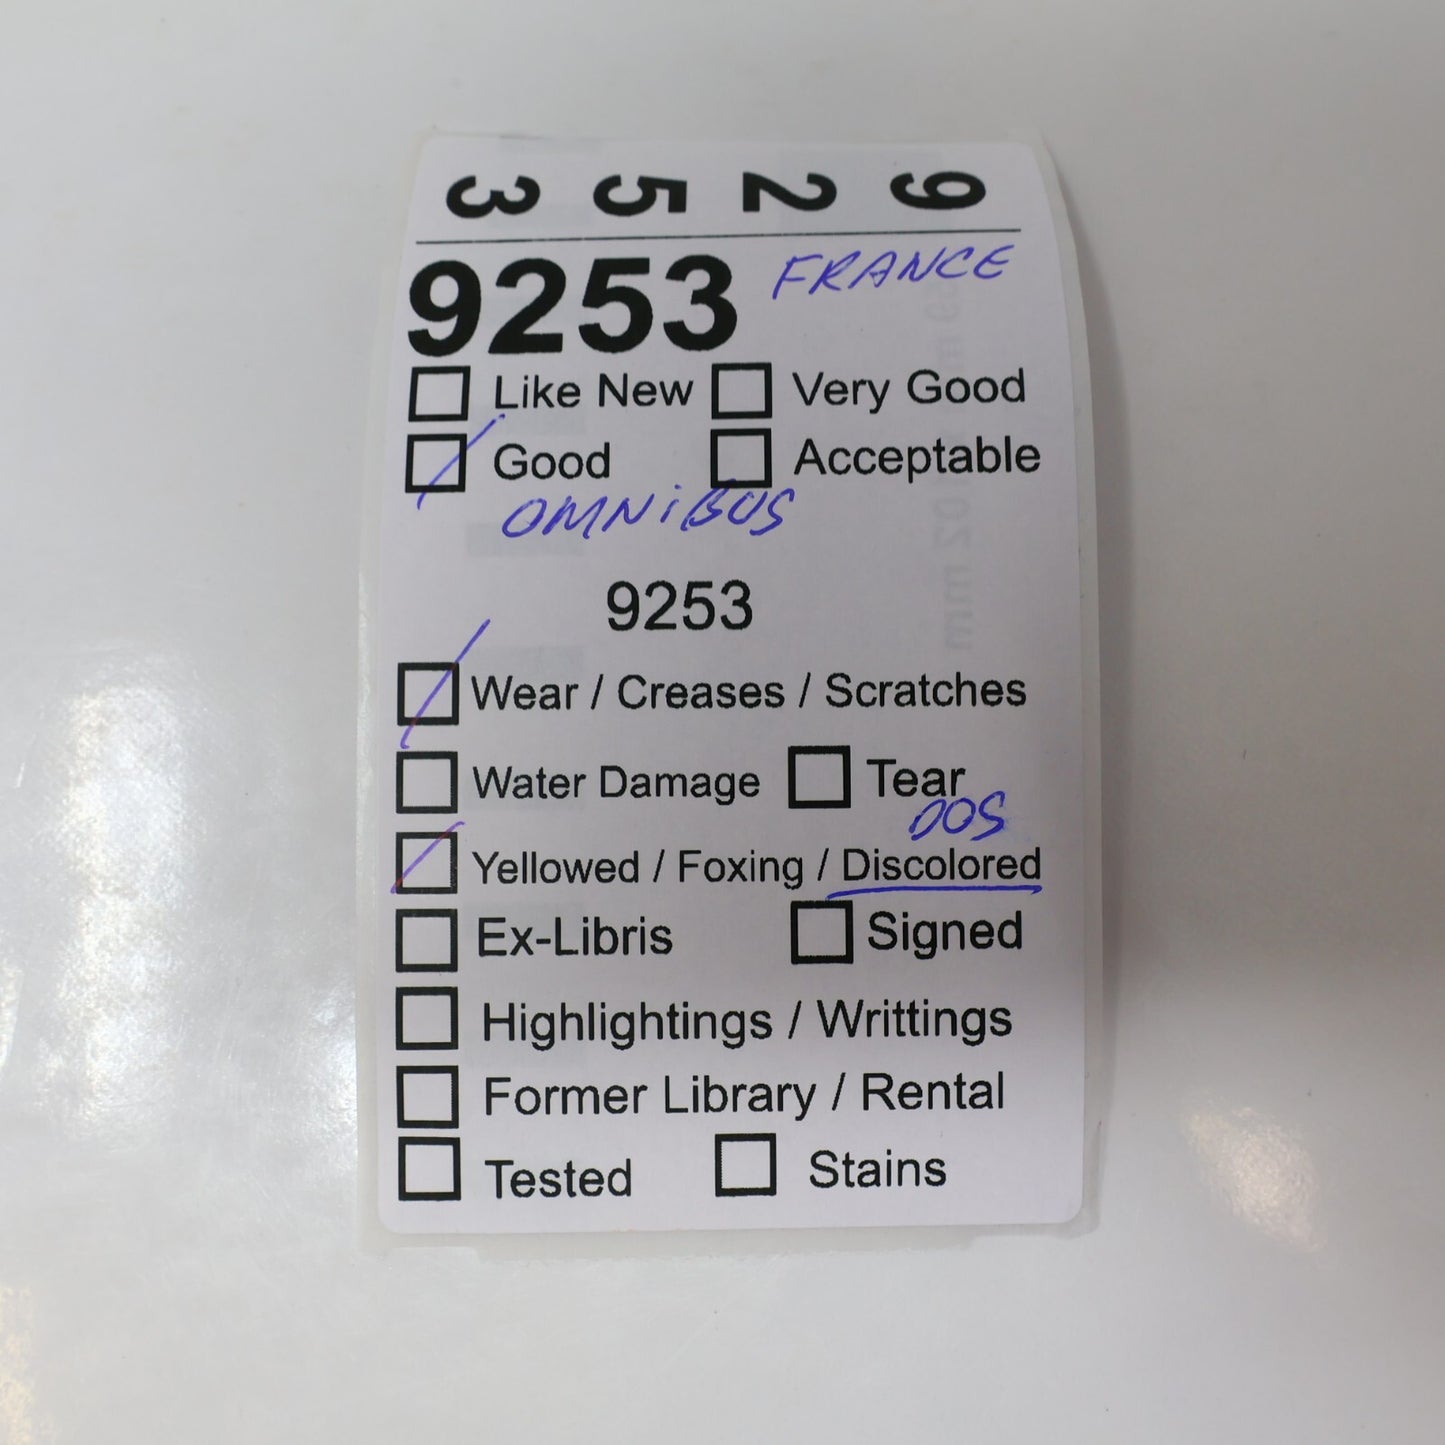 9 2 5 3
9253 FRANCE
Like New Very Good
Good Acceptable
OMNiBUS
9253
Wear / Creases / Scratches
Water Damage Tear
DOS
Yellowed / Foxing / Discolored
Ex-Libris Signed
Highlightings / Writtings
Former Library / Rental
Tested Stains